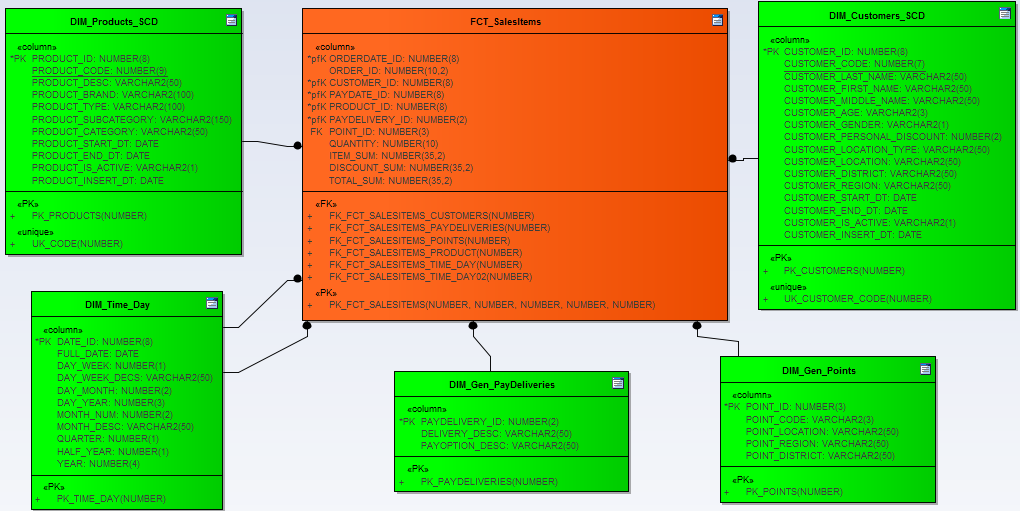 DIM_Products_SCD
«column»
*PK PRODUCT_ID: NUMBER(8)
PRODUCT_CODE: NUMBER(9)
PRODUCT_DESC: VARCHAR2(50)
PRODUCT_BRAND: VARCHAR2(100)
PRODUCT_TYPE: VARCHAR2(100)
PRODUCT_SUBCATEGORY: VARCHAR2(150)
PRODUCT_CATEGORY: VARCHAR2(50)
PRODUCT_START_DT: DATE
PRODUCT_END_DT: DATE
PRODUCT_IS_ACTIVE: VARCHAR2(1)
PRODUCT_INSERT_DT: DATE
«PK»
+ PK_PRODUCTS(NUMBER)
«unique»
+ UK_CODE(NUMBER)
FCT_SalesItems
«column»
*pfK ORDERDATE_ID: NUMBER(8)
ORDER_ID: NUMBER(10,2)
*pfK CUSTOMER_ID: NUMBER(8)
*pfK PAYDATE_ID: NUMBER(8)
*pfK PRODUCT_ID: NUMBER(8)
*pfK PAYDELIVERY_ID: NUMBER(2)
FK POINT_ID: NUMBER(3)
QUANTITY: NUMBER(10)
ITEM_SUM: NUMBER(35,2)
DISCOUNT_SUM: NUMBER(35,2)
TOTAL_SUM: NUMBER(35,2)
«FK»
+ FK_FCT_SALESITEMS_CUSTOMERS(NUMBER)
+ FK_FCT_SALESITEMS_PAYDELIVERIES(NUMBER)
+ FK_FCT_SALESITEMS_POINTS(NUMBER)
+ FK_FCT_SALESITEMS_PRODUCT(NUMBER)
+ FK_FCT_SALESITEMS_TIME_DAY(NUMBER)
+ FK_FCT_SALESITEMS_TIME_DAY02(NUMBER)
«PK»
+ PK_FCT_SALESITEMS(NUMBER, NUMBER, NUMBER, NUMBER, NUMBER)
DIM_Customers_SCD
«column»
*PK CUSTOMER_ID: NUMBER(8)
CUSTOMER_CODE: NUMBER(7)
CUSTOMER_LAST_NAME: VARCHAR2(50)
CUSTOMER_FIRST_NAME: VARCHAR2(50)
CUSTOMER_MIDDLE_NAME: VARCHAR2(50)
CUSTOMER_AGE: VARCHAR2(3)
CUSTOMER_GENDER: VARCHAR2(1)
CUSTOMER_PERSONAL_DISCOUNT: NUMBER(2)
CUSTOMER_LOCATION_TYPE: VARCHAR2(50)
CUSTOMER_LOCATION: VARCHAR2(50)
CUSTOMER_DISTRICT: VARCHAR2(50)
CUSTOMER_REGION: VARCHAR2(50)
CUSTOMER_START_DT: DATE
CUSTOMER_END_DT: DATE
CUSTOMER_IS_ACTIVE: VARCHAR2(1)
CUSTOMER_INSERT_DT: DATE
«PK»
+ PK_CUSTOMERS(NUMBER)
«unique»
+ UK_CUSTOMER_CODE(NUMBER)
DIM_Time_Day
«column»
*PK DATE_ID: NUMBER(8)
FULL_DATE: DATE
DAY_WEEK: NUMBER(1)
DAY_WEEK_DECS: VARCHAR2(50)
DAY_MONTH: NUMBER(2)
DAY_YEAR: NUMBER(3)
MONTH_NUM: NUMBER(2)
MONTH_DESC: VARCHAR2(50)
QUARTER: NUMBER(1)
HALF_YEAR: NUMBER(1)
YEAR: NUMBER(4)
«PK»
+ PK_TIME_DAY(NUMBER)
DIM_Gen_PayDeliveries
«column»
*PK PAYDELIVERY_ID: NUMBER(2)
DELIVERY_DESC: VARCHAR2(50)
PAYOPTION_DESC: VARCHAR2(50)
«PK»
+ PK_PAYDELIVERIES(NUMBER)
DIM_Gen_Points
«column»
*PK POINT_ID: NUMBER(3)
POINT_CODE: VARCHAR2(3)
POINT_LOCATION: VARCHAR2(50)
POINT_REGION: VARCHAR2(50)
POINT_DISTRICT: VARCHAR2(50)
«PK»
+ PK_POINTS(NUMBER)